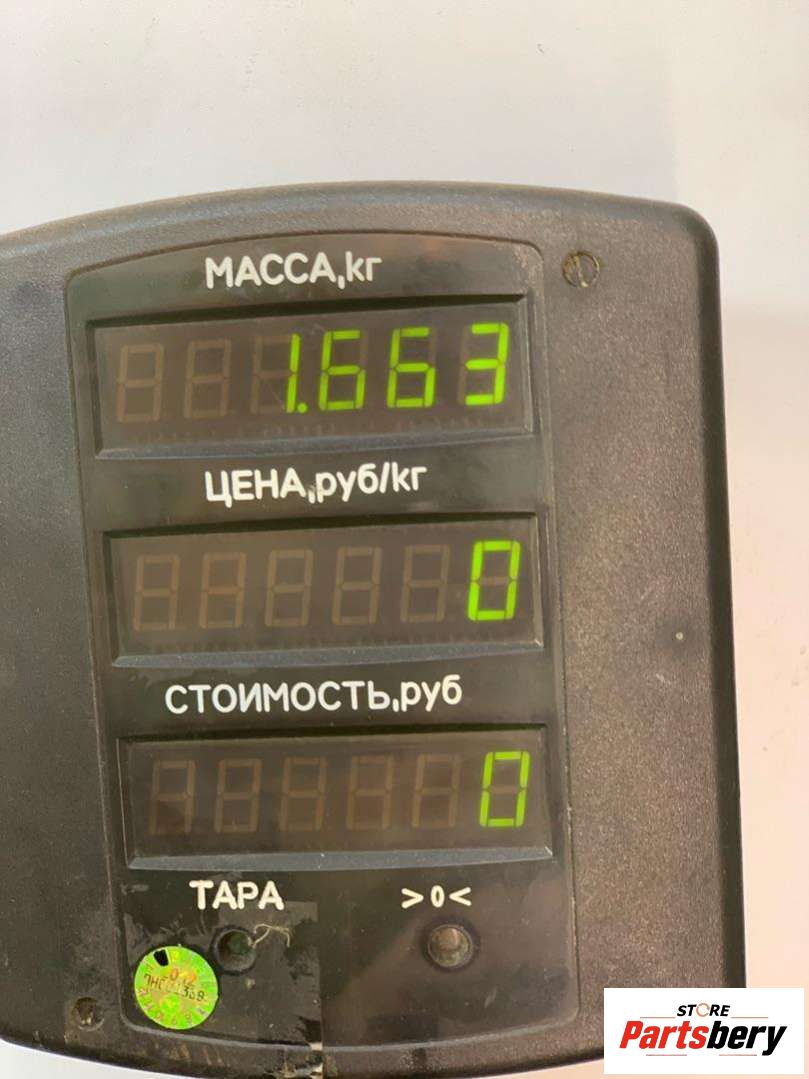 МАССА,кг
1.663
ЦЕНА,руб/кг
0
СТОИМОСТЬ,руб
0
ТАРА >0<
STORE
Partsbery